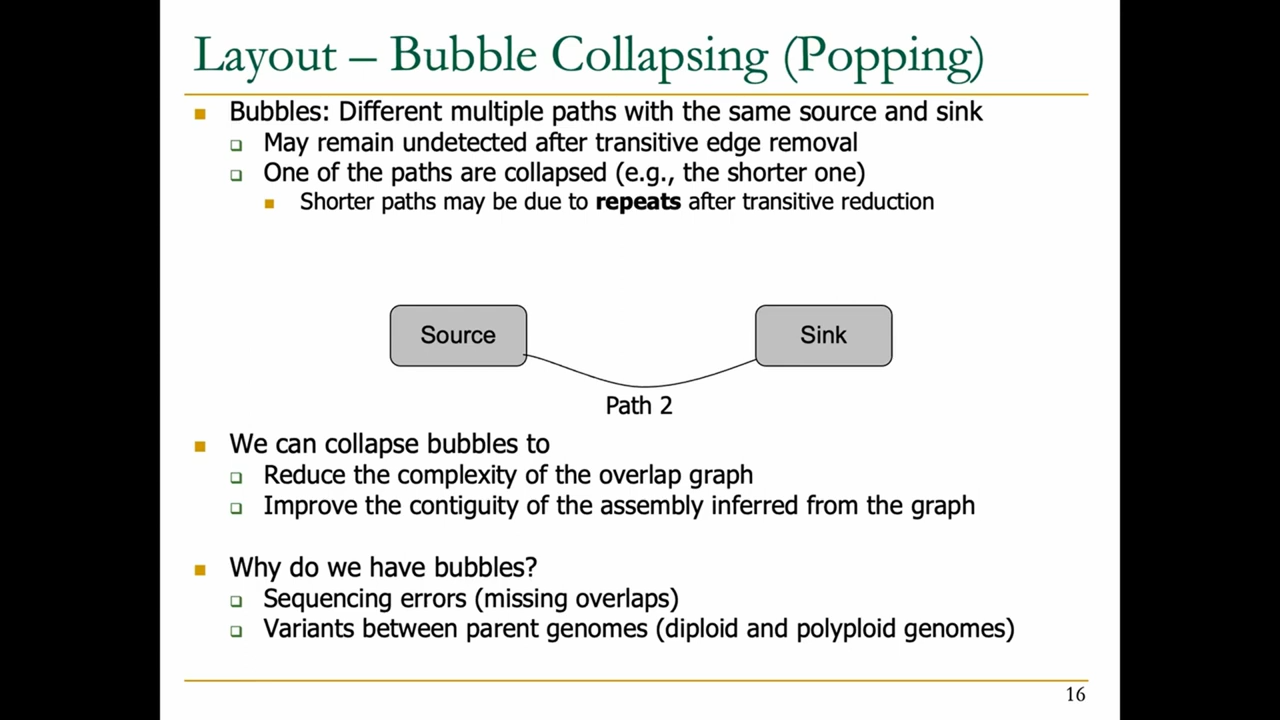 Layout – Bubble Collapsing (Popping)
Bubbles: Different multiple paths with the same source and sink
May remain undetected after transitive edge removal
One of the paths are collapsed (e.g., the shorter one)
Shorter paths may be due to repeats after transitive reduction
Source
Sink
Path 2
We can collapse bubbles to
Reduce the complexity of the overlap graph
Improve the contiguity of the assembly inferred from the graph
Why do we have bubbles?
Sequencing errors (missing overlaps)
Variants between parent genomes (diploid and polyploid genomes)
16